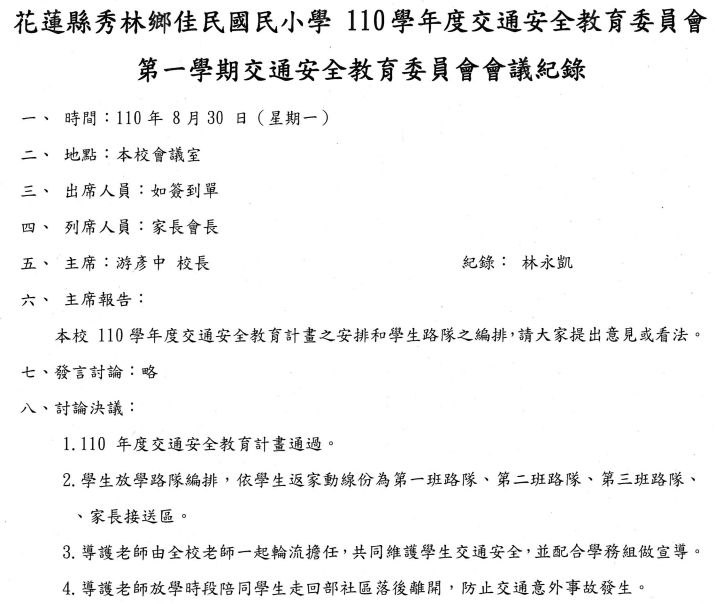 花蓮縣秀林鄉佳民國民小學 110學年度交通安全教育委員會
第一學期交通安全教育委員會會議紀錄
一、 時間：110 年 8 月 30 日（星期一）
二、 地點：本校會議室
三、 出席人員：如簽到單
四、 列席人員：家長會長
五、 主席：游彥中 校長 紀錄： 林永凱
六、 主席報告：
本校 110 學年度交通安全教育計畫之安排和學生路隊之編排，請大家提出意見或看法。
七、發言討論：略
八、討論決議：
1.110 年度交通安全教育計畫通過。
2.學生放學路隊編排，依學生返家動線份為第一班路隊、第二班路隊、第三班路隊、
、家長接送區。
3.導護老師由全校老師一起輪流擔任，共同維護學生交通安全，並配合學務組做宣導。
4.導護老師放學時段陪同學生走回部社區落後離開，防止交通意外事故發生。